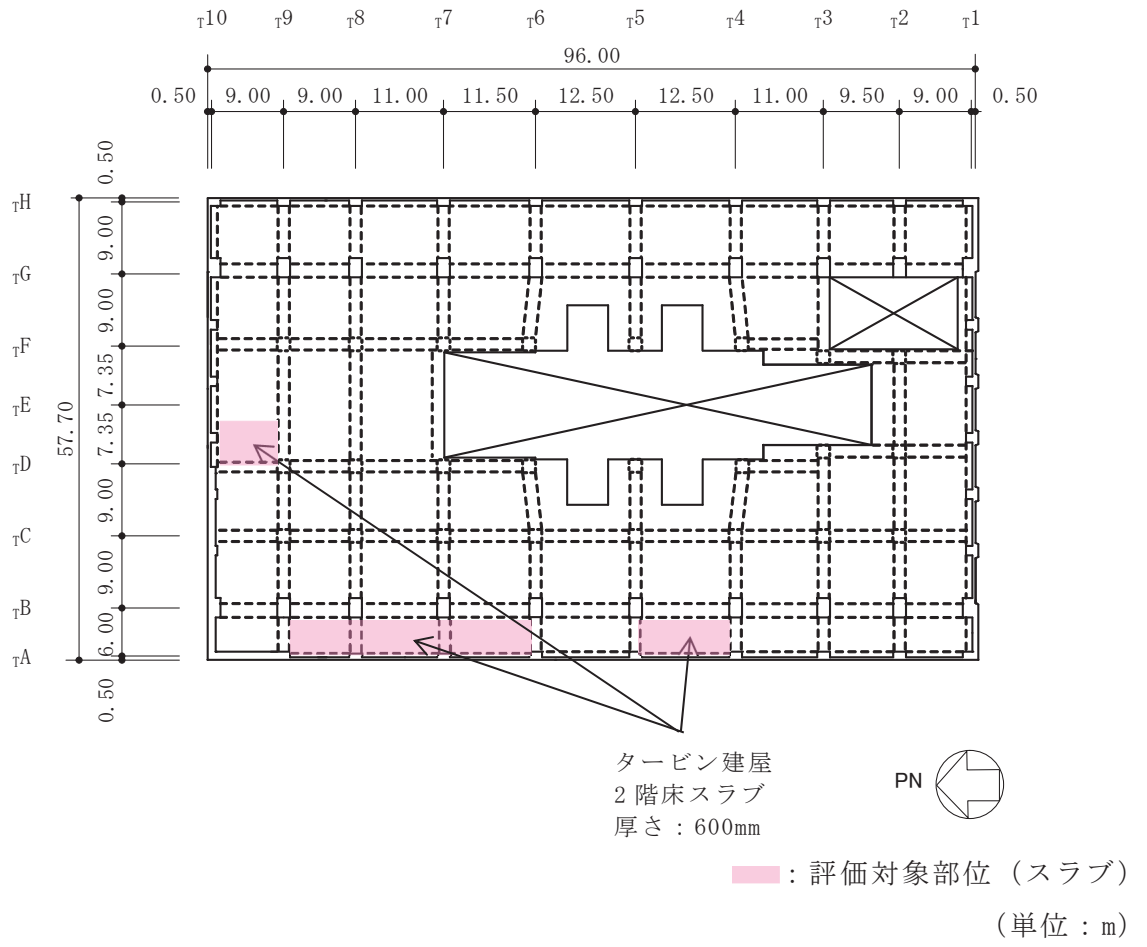 T10 T9 T8 T7 T6 T5 T4 T3 T2 T1
96.00
0.50 9.00 9.00 11.00 11.50 12.50 12.50 11.00 9.50 9.00 0.50
0.50
TH
9.00
TG
9.00
TF
7.35
TE
57.70
7.35
TD
9.00
TC
9.00
TB
6.00
TA
0.50
タービン建屋
2階床スラブ
厚さ：600mm
PN
：評価対象部位（スラブ）
（単位：m）